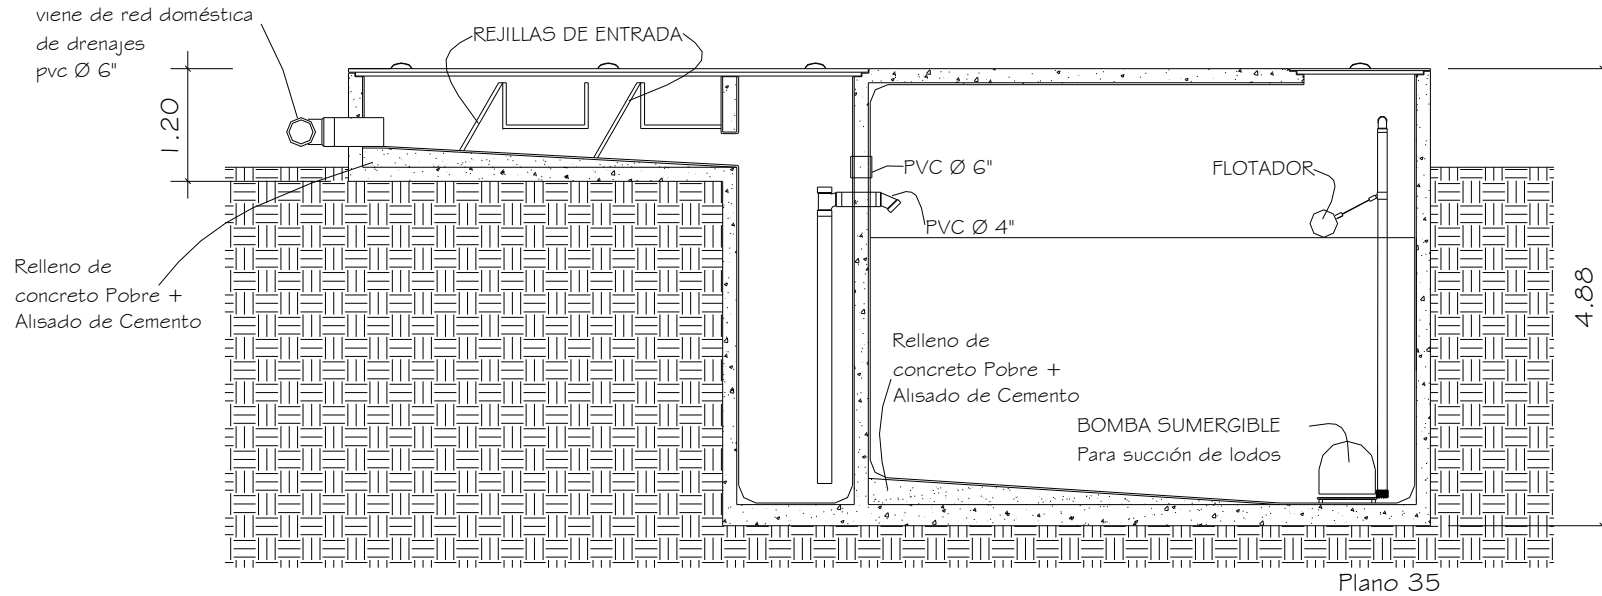 viene de red doméstica
de drenajes
pvc Ø 6"
REJILLAS DE ENTRADA
1.20
PVC Ø 6"
FLOTADOR
PVC Ø 4"
Relleno de
concreto Pobre +
Alisado de Cemento
4.88
Relleno de
concreto Pobre +
Alisado de Cemento
BOMBA SUMERGIBLE
Para succión de lodos
Plano 35